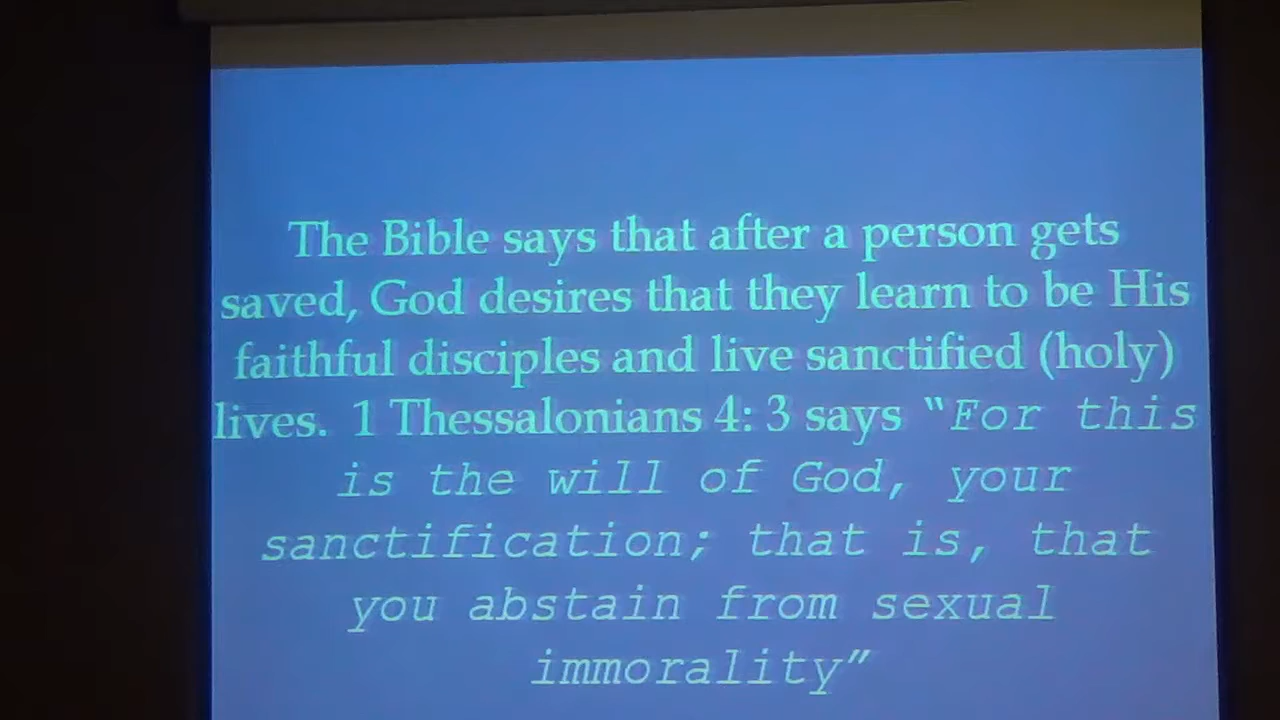 The Bible says that after a person gets
saved, God desires that they learn to be His
faithful disciples and live sanctified (holy)
lives. 1 Thessalonians 4: 3 says “For this
is the will of God, your
sanctification; that is, that
you abstain from sexual
immorality”